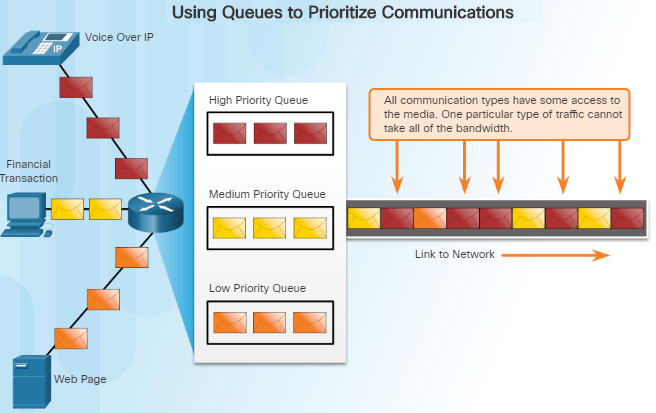 Using Queues to Prioritize Communications
Voice Over IP
IP
High Priority Queue
All communication types have some access to
the media. One particular type of traffic cannot
take all of the bandwidth.
Financial
Transaction
Medium Priority Queue
Link to Network
Low Priority Queue
Web Page